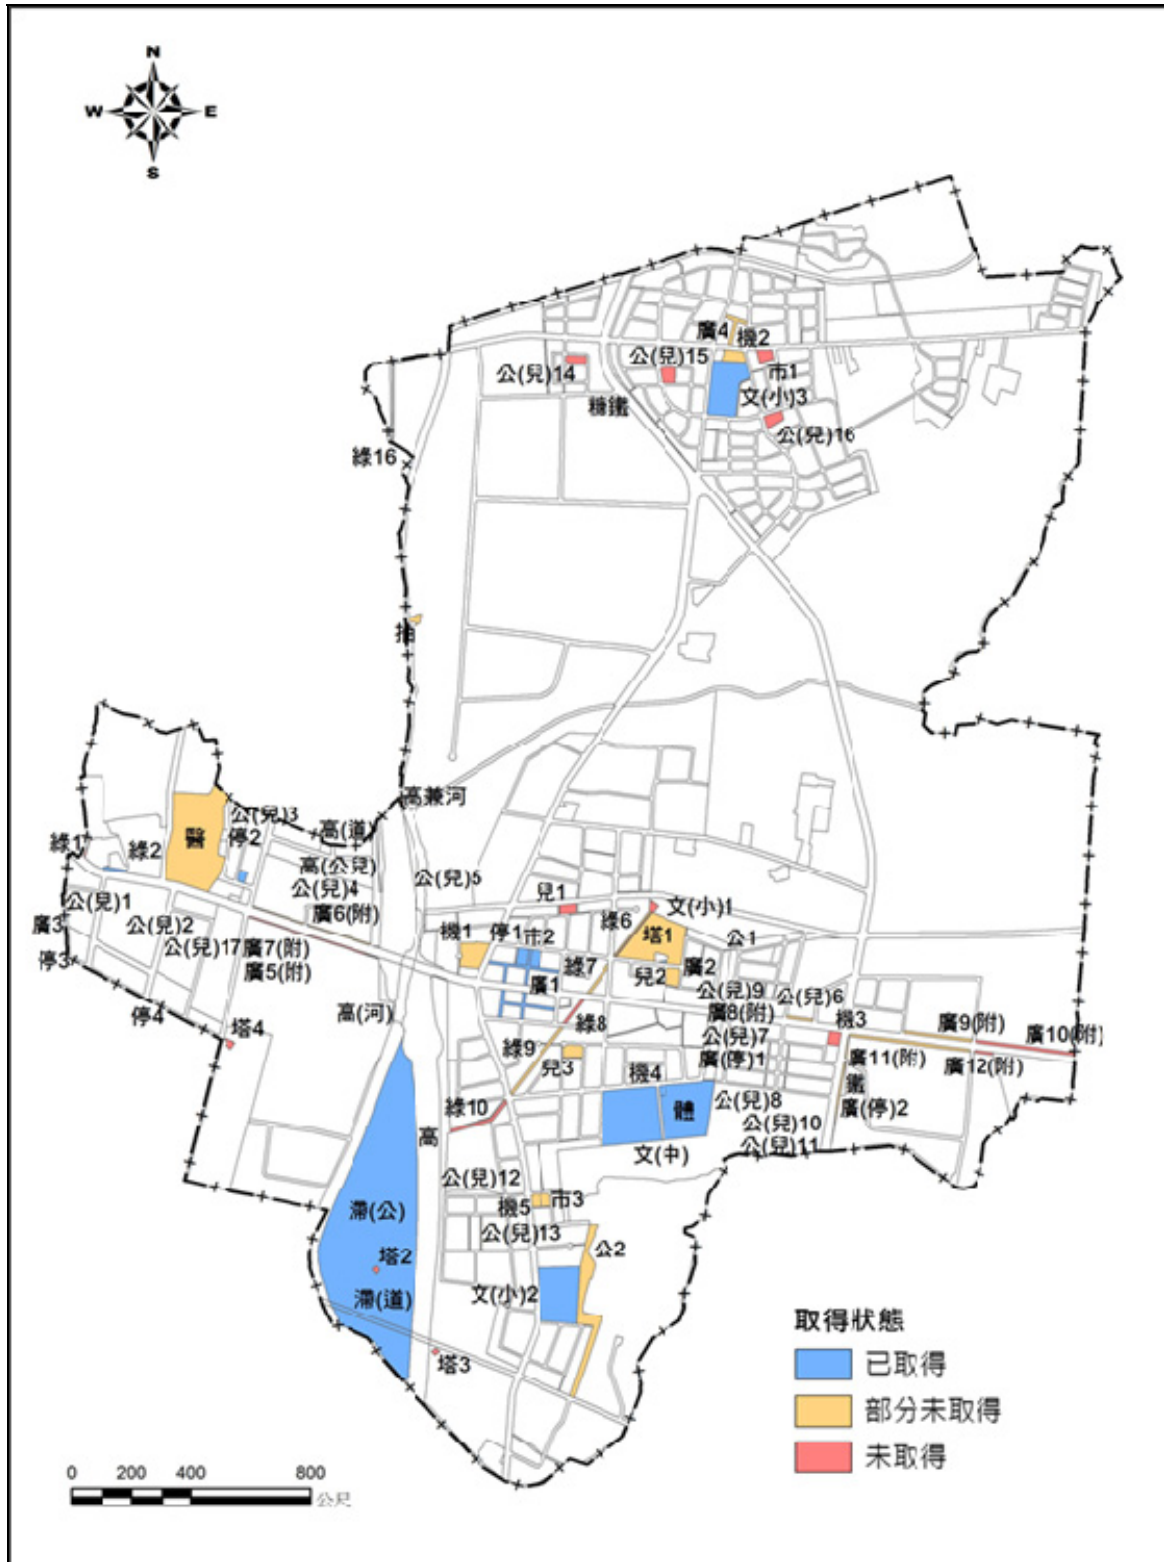 N
W E
S
廣4
機2
公(兒)15
公(兒)14
市1
文(小)3
糖鐵
公(兒)16
綠16
抽
高兼河
公(兒)3
停2
高(道)
醫
綠1
綠2
高(公兒)
公(兒)4
公(兒)5
公(兒)1
廣6(附)
兒1
綠6
文(小)1
廣3
公(兒)2
機1
停1
市2
塔1
公1
公(兒)17
廣7(附)
停3
廣5(附)
綠7
兒2
廣2
廣1
公(兒)9
公(兒)6
停4
高(河)
廣8(附)
機3
塔4
綠8
公(兒)7
廣9(附)
廣10(附)
綠9
兒3
廣(停)1
廣11(附)
廣12(附)
機4
鐵
綠10
體
公(兒)8
廣(停)2
高
公(兒)10
文(中)
公(兒)11
公(兒)12
機5
市3
滯(公)
公(兒)13
公2
塔2
滯(道)
文(小)2
塔3
取得狀態
已取得
部分未取得
未取得
0 200 400 800
公尺